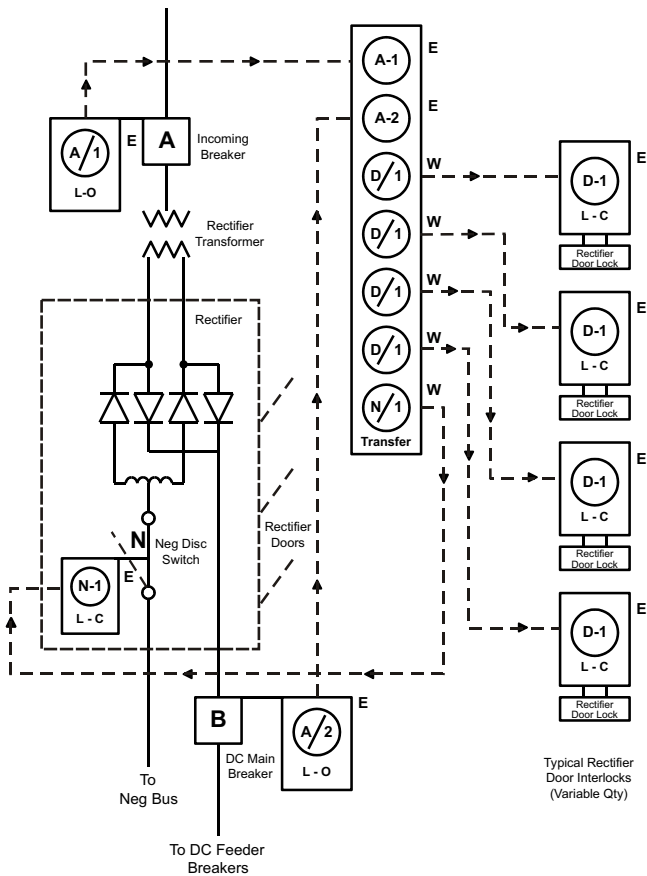 A-1
E
A-2
E
A/1
L-O
E
A
Incoming
Breaker
D/1
W
D-1
L - C
E
Rectifier
Door Lock
Rectifier
Transformer
D/1
W
D/1
W
D-1
L - C
E
Rectifier
Door Lock
Rectifier
D/1
W
N/1
W
Transfer
D-1
L - C
E
Rectifier
Door Lock
N
Neg Disc
Switch
E
N-1
L - C
Rectifier
Doors
D-1
L - C
E
Rectifier
Door Lock
B
DC Main
Breaker
A/2
L - O
E
To
Neg Bus
To DC Feeder
Breakers
Typical Rectifier
Door Interlocks
(Variable Qty)